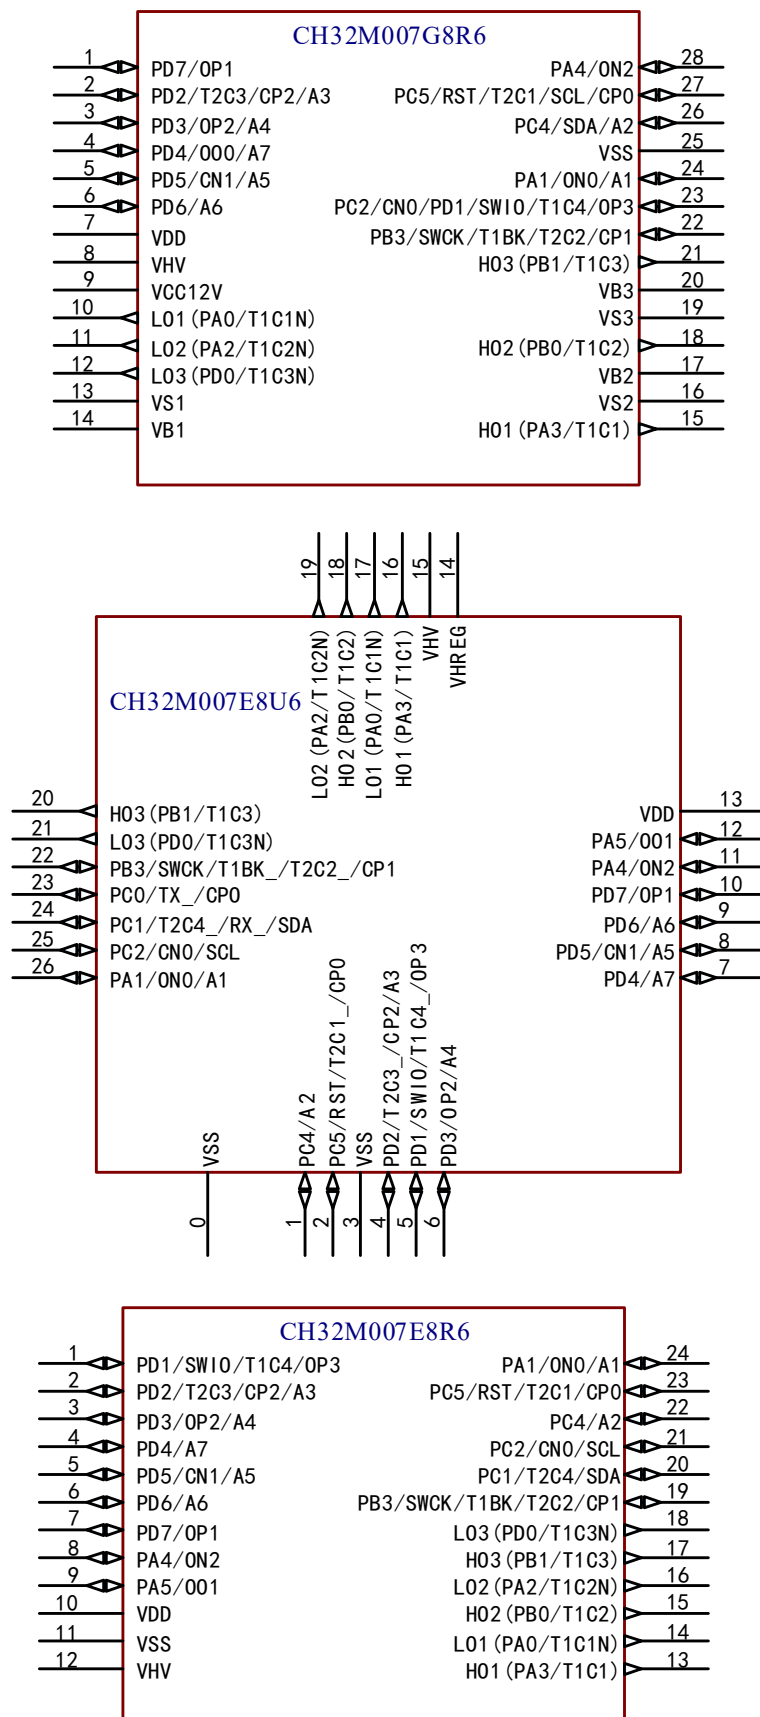 CH32M007G8R6
1 PD7/OP1 PA4/ON2 28
2 PD2/T2C3/CP2/A3 PC5/RST/T2C1/SCL/CP0 27
3 PD3/OP2/A4 PC4/SDA/A2 26
4 PD4/OO0/A7 VSS 25
5 PD5/CN1/A5 PA1/ON0/A1 24
6 PD6/A6 PC2/CN0/PD1/SWIO/T1C4/OP3 23
7 VDD PB3/SWCK/T1BK/T2C2/CP1 22
8 VHV HO3(PB1/T1C3) 21
9 VCC12V VB3 20
10 LO1(PA0/T1C1N) VS3 19
11 LO2(PA2/T1C2N) HO2(PB0/T1C2) 18
12 LO3(PD0/T1C3N) VB2 17
13 VS1 VS2 16
14 VB1 HO1(PA3/T1C1) 15
19 LO2(PA2/T1C2N)
18 HO2(PB0/T1C2)
17 LO1(PA0/T1C1N)
16 HO1(PA3/T1C1)
15 VHV
14 VHREG
CH32M007E8U6
20 HO3(PB1/T1C3) VDD 13
21 LO3(PD0/T1C3N) PA5/OO1 12
22 PB3/SWCK/T1BK_/T2C2_/CP1 PA4/ON2 11
23 PC0/TX_/CP0 PD7/OP1 10
24 PC1/T2C4_/RX_/SDA PD6/A6 9
25 PC2/CN0/SCL PD5/CN1/A5 8
26 PA1/ON0/A1 PD4/A7 7
0 VSS
1 PC4/A2
2 PC5/RST/T2C1_/CP0
3 VSS
4 PD2/T2C3_/CP2/A3
5 PD1/SWIO/T1C4_/OP3
6 PD3/OP2/A4
CH32M007E8R6
1 PD1/SWIO/T1C4/OP3 PA1/ON0/A1 24
2 PD2/T2C3/CP2/A3 PC5/RST/T2C1/CP0 23
3 PD3/OP2/A4 PC4/A2 22
4 PD4/A7 PC2/CN0/SCL 21
5 PD5/CN1/A5 PC1/T2C4/SDA 20
6 PD6/A6 PB3/SWCK/T1BK/T2C2/CP1 19
7 PD7/OP1 LO3(PD0/T1C3N) 18
8 PA4/ON2 HO3(PB1/T1C3) 17
9 PA5/OO1 LO2(PA2/T1C2N) 16
10 VDD HO2(PB0/T1C2) 15
11 VSS LO1(PA0/T1C1N) 14
12 VHV HO1(PA3/T1C1) 13